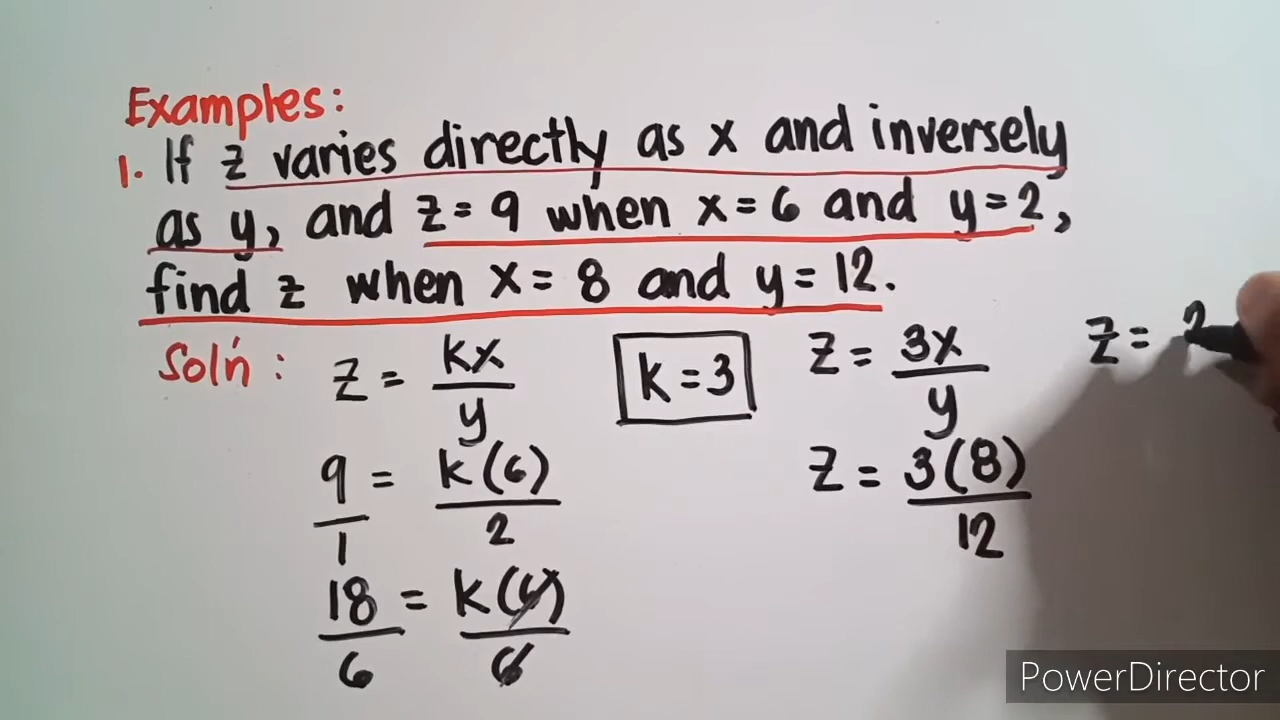 Examples:
1. If z varies directly as x and inversely
as y, and z = 9 when x = 6 and y = 2,
find z when x = 8 and y = 12.
Sol'n :
z = kx/y
9/1 = k(6)/2
18/6 = k(6)/6
k = 3
z = 3x/y
z = 3(8)/12
z = 2
PowerDirector